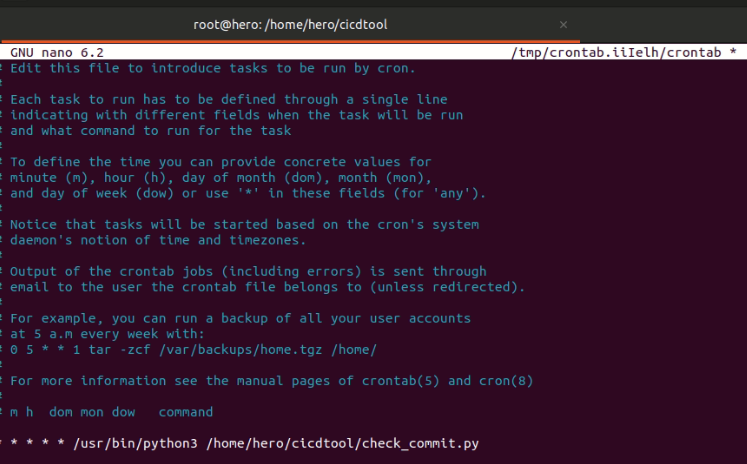 root@hero: /home/hero/cicdtool ×
GNU nano 6.2 /tmp/crontab.iiIelh/crontab *
# Edit this file to introduce tasks to be run by cron.
#
# Each task to run has to be defined through a single line
# indicating with different fields when the task will be run
# and what command to run for the task
#
# To define the time you can provide concrete values for
# minute (m), hour (h), day of month (dom), month (mon),
# and day of week (dow) or use '*' in these fields (for 'any').
#
# Notice that tasks will be started based on the cron's system
# daemon's notion of time and timezones.
#
# Output of the crontab jobs (including errors) is sent through
# email to the user the crontab file belongs to (unless redirected).
#
# For example, you can run a backup of all your user accounts
# at 5 a.m every week with:
# 0 5 * * 1 tar -zcf /var/backups/home.tgz /home/
#
# For more information see the manual pages of crontab(5) and cron(8)
#
# m h  dom mon dow   command
* * * * * /usr/bin/python3 /home/hero/cicdtool/check_commit.py